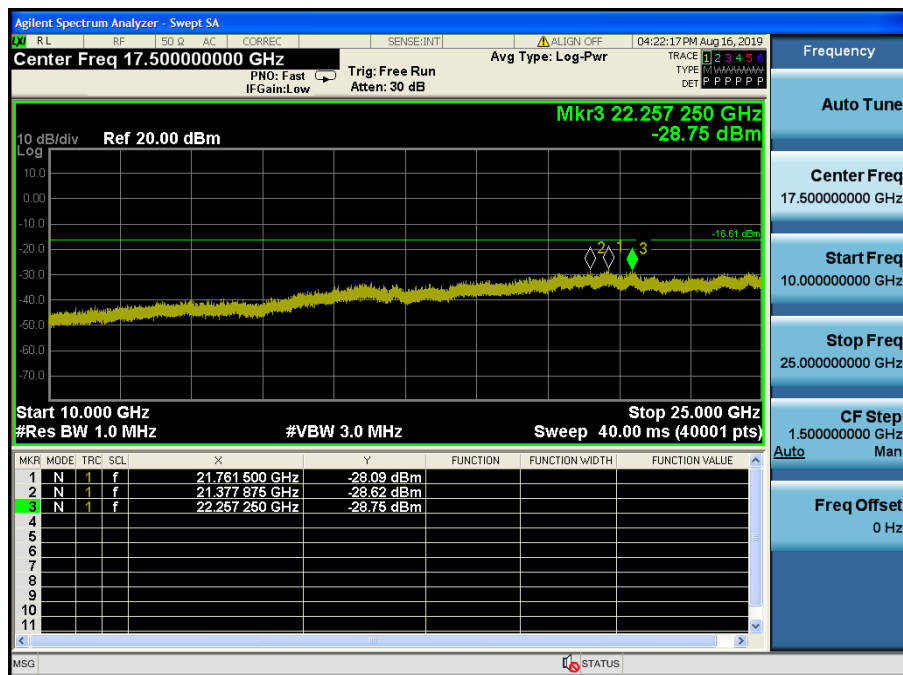 Agilent Spectrum Analyzer - Swept SA
LXI RL RF 50 Ω AC CORREC SENSE:INT ALIGN OFF 04:22:17 PM Aug 16, 2019
Center Freq 17.500000000 GHz
PNO: Fast
IFGain:Low
Trig: Free Run
Atten: 30 dB
Avg Type: Log-Pwr
TRACE 1 2 3 4 5 6
TYPE M W W W W W
DET P P P P P P
Mkr3 22.257 250 GHz
-28.75 dBm
10 dB/div Ref 20.00 dBm
Log
10.0
0.00
-10.0
-20.0
-30.0
-40.0
-50.0
-60.0
-70.0
-16.61 dBm
2 1 3
Start 10.000 GHz Stop 25.000 GHz
#Res BW 1.0 MHz #VBW 3.0 MHz Sweep 40.00 ms (40001 pts)
MKR MODE TRC SCL X Y FUNCTION FUNCTION WIDTH FUNCTION VALUE
1 N 1 f 21.761 500 GHz -28.09 dBm
2 N 1 f 21.377 875 GHz -28.62 dBm
3 N 1 f 22.257 250 GHz -28.75 dBm
4
5
6
7
8
9
10
11
MSG STATUS
Frequency
Auto Tune
Center Freq
17.500000000 GHz
Start Freq
10.000000000 GHz
Stop Freq
25.000000000 GHz
CF Step
1.500000000 GHz
Auto Man
Freq Offset
0 Hz